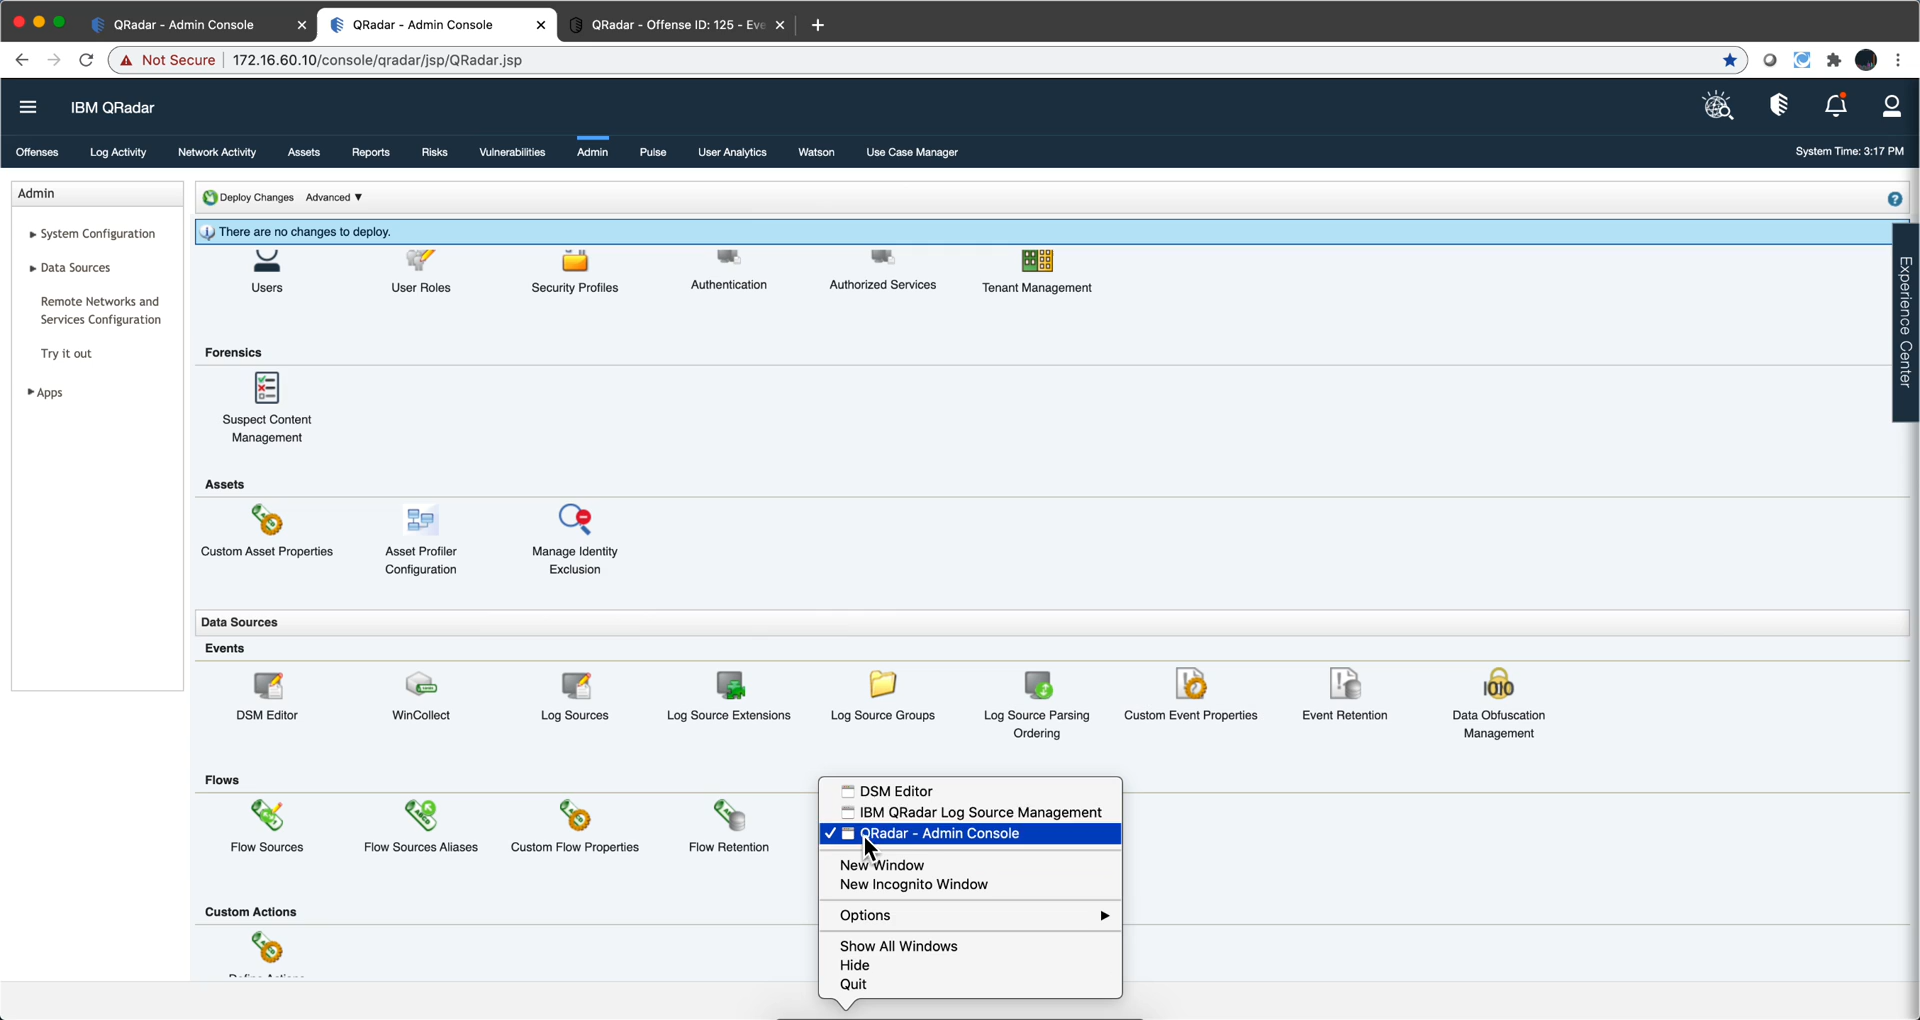 QRadar - Admin Console
QRadar - Admin Console
QRadar - Offense ID: 125 - Eve
Not Secure
172.16.60.10/console/qradar/jsp/QRadar.jsp
IBM QRadar
Offenses
Log Activity
Network Activity
Assets
Reports
Risks
Vulnerabilities
Admin
Pulse
User Analytics
Watson
Use Case Manager
System Time: 3:17 PM
Admin
System Configuration
Data Sources
Remote Networks and
Services Configuration
Try it out
Apps
Deploy Changes
Advanced ▼
There are no changes to deploy.
Experience Center
Users
User Roles
Security Profiles
Authentication
Authorized Services
Tenant Management
Forensics
Suspect Content
Management
Assets
Custom Asset Properties
Asset Profiler
Configuration
Manage Identity
Exclusion
Data Sources
Events
DSM Editor
WinCollect
Log Sources
Log Source Extensions
Log Source Groups
Log Source Parsing
Ordering
Custom Event Properties
Event Retention
Data Obfuscation
Management
Flows
Flow Sources
Flow Sources Aliases
Custom Flow Properties
Flow Retention
Custom Actions
DSM Editor
IBM QRadar Log Source Management
✓ QRadar - Admin Console
New Window
New Incognito Window
Options
Show All Windows
Hide
Quit